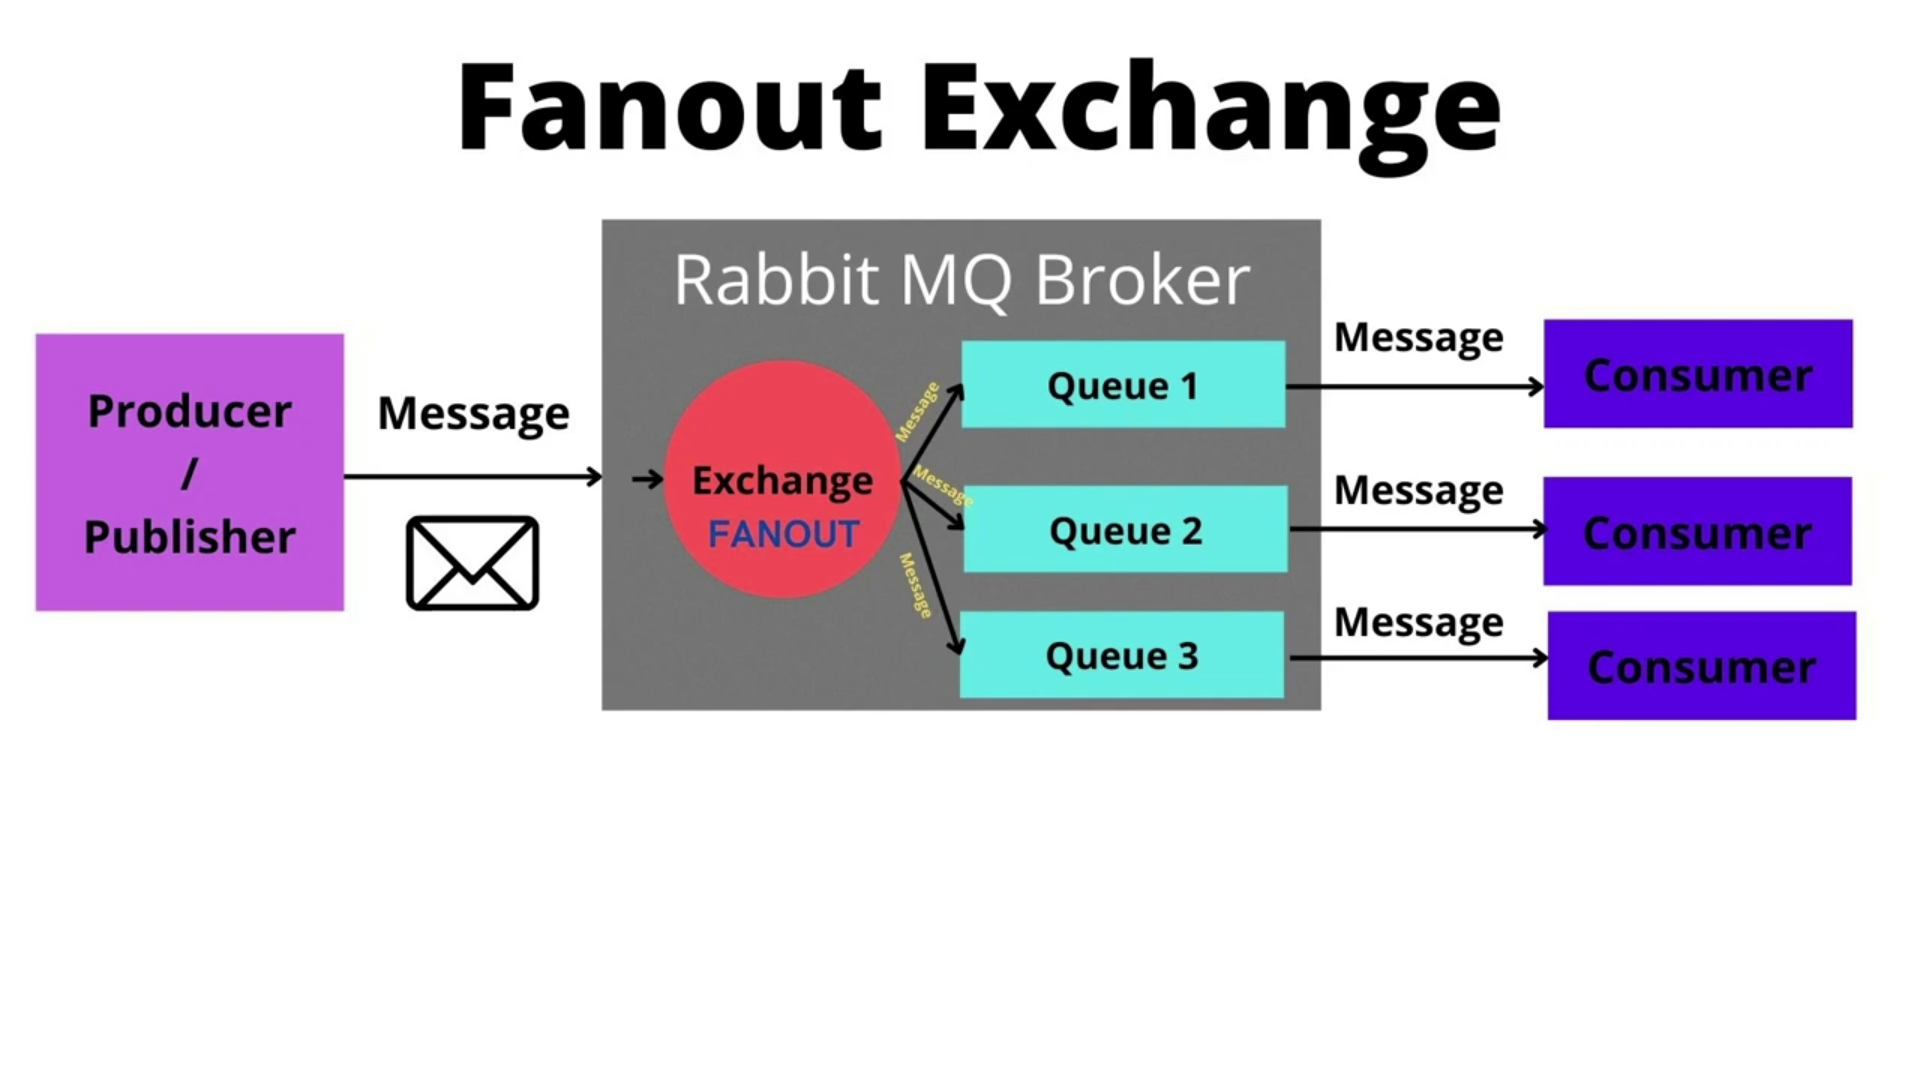 Fanout Exchange
Rabbit MQ Broker
Producer
/
Publisher
Message
Exchange
FANOUT
Message
Message
Message
Queue 1
Queue 2
Queue 3
Message
Message
Message
Consumer
Consumer
Consumer